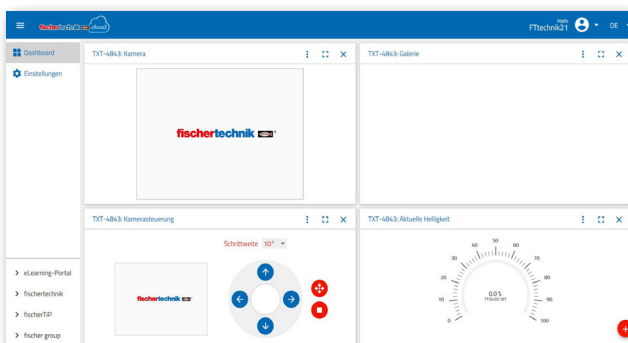 fischertechnik cloud
Hallo
FTtechnik21
DE
Dashboard
Einstellungen
TXT-4843: Kamera
fischertechnik
TXT-4843: Galerie
TXT-4843: Kamerasteuerung
Schrittweite 10°
fischertechnik
TXT-4843: Aktuelle Helligkeit
0
10
20
30
40
50
60
70
80
90
100
0.0 %
eLearning-Portal
fischertechnik
fischerTiP
fischer group